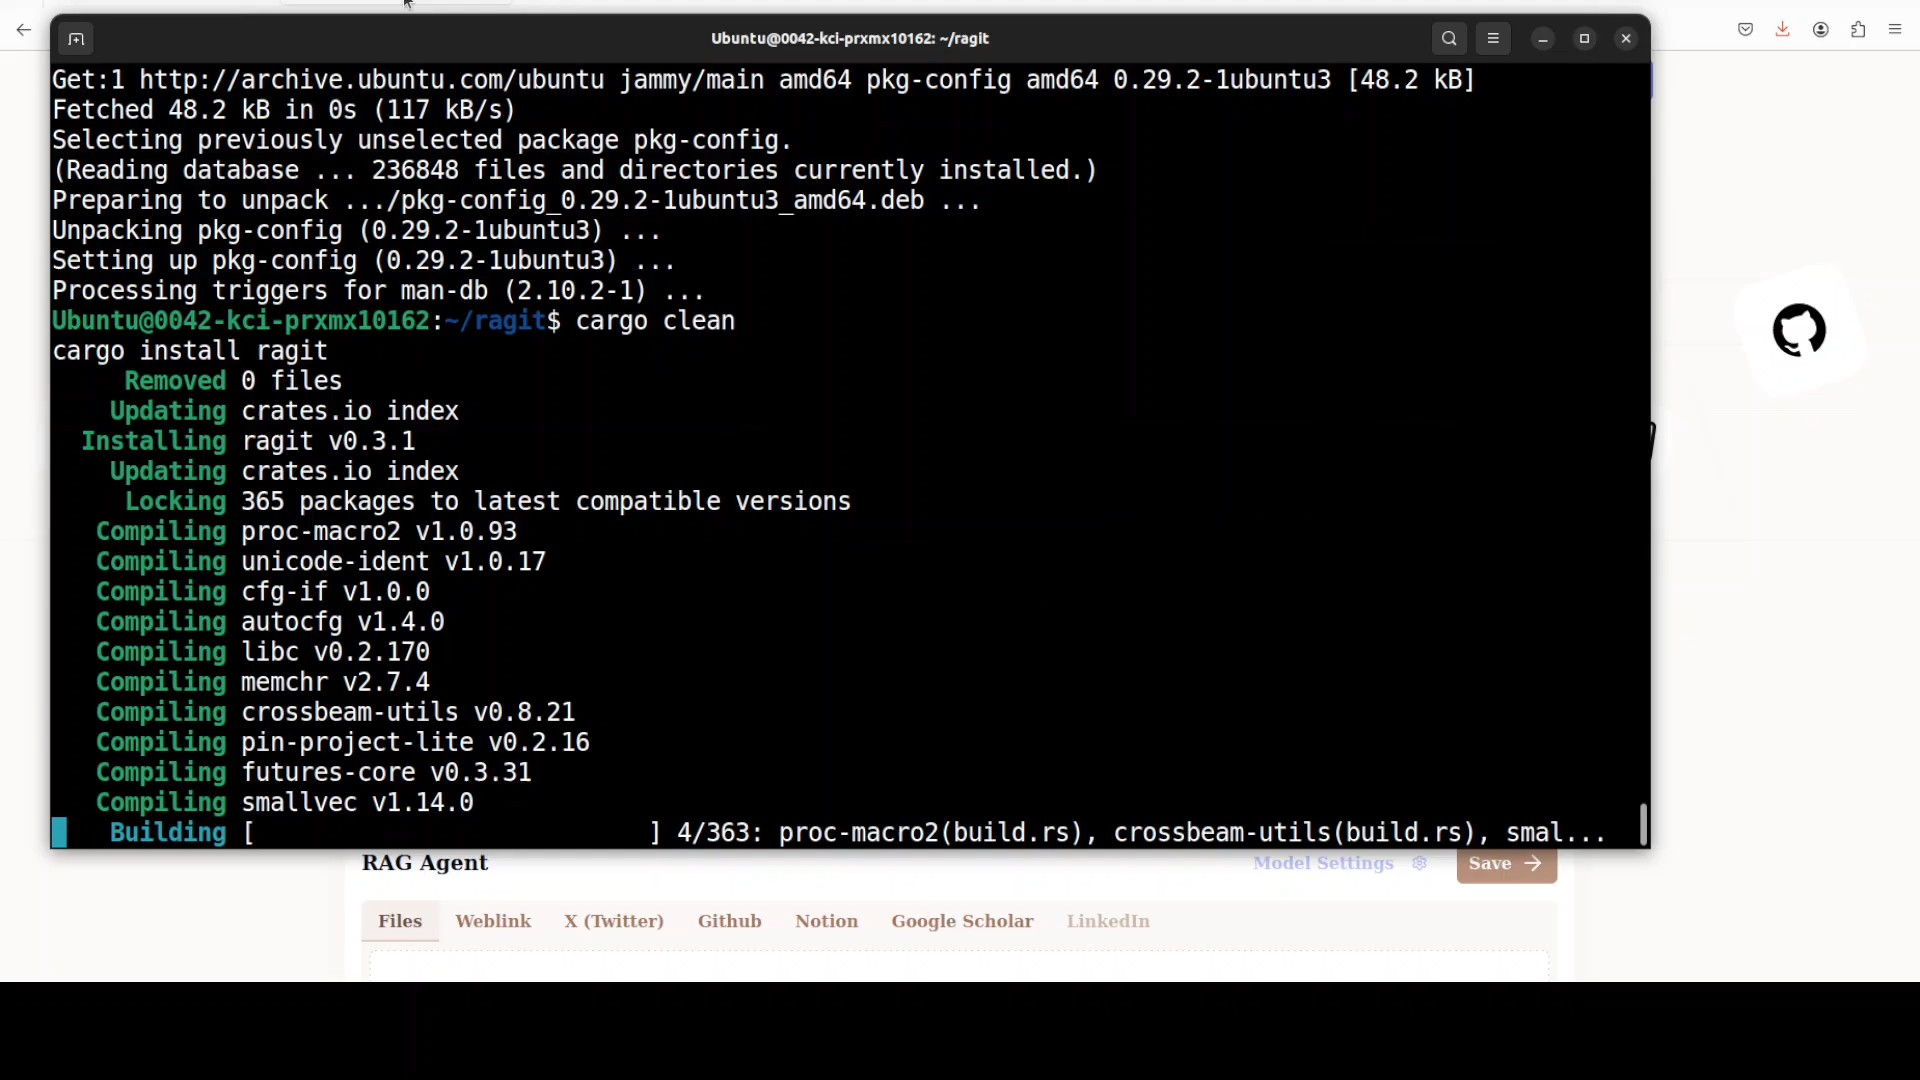 Ubuntu@0042-kci-prxmx10162: ~/ragit
Get:1 http://archive.ubuntu.com/ubuntu jammy/main amd64 pkg-config amd64 0.29.2-1ubuntu3 [48.2 kB]
Fetched 48.2 kB in 0s (117 kB/s)
Selecting previously unselected package pkg-config.
(Reading database ... 236848 files and directories currently installed.)
Preparing to unpack .../pkg-config_0.29.2-1ubuntu3_amd64.deb ...
Unpacking pkg-config (0.29.2-1ubuntu3) ...
Setting up pkg-config (0.29.2-1ubuntu3) ...
Processing triggers for man-db (2.10.2-1) ...
Ubuntu@0042-kci-prxmx10162:~/ragit$ cargo clean
cargo install ragit
Removed 0 files
Updating crates.io index
Installing ragit v0.3.1
Updating crates.io index
Locking 365 packages to latest compatible versions
Compiling proc-macro2 v1.0.93
Compiling unicode-ident v1.0.17
Compiling cfg-if v1.0.0
Compiling autocfg v1.4.0
Compiling libc v0.2.170
Compiling memchr v2.7.4
Compiling crossbeam-utils v0.8.21
Compiling pin-project-lite v0.2.16
Compiling futures-core v0.3.31
Compiling smallvec v1.14.0
Building [                           ] 4/363: proc-macro2(build.rs), crossbeam-utils(build.rs), smal...
RAG Agent Model Settings Save →
Files Weblink X (Twitter) Github Notion Google Scholar LinkedIn